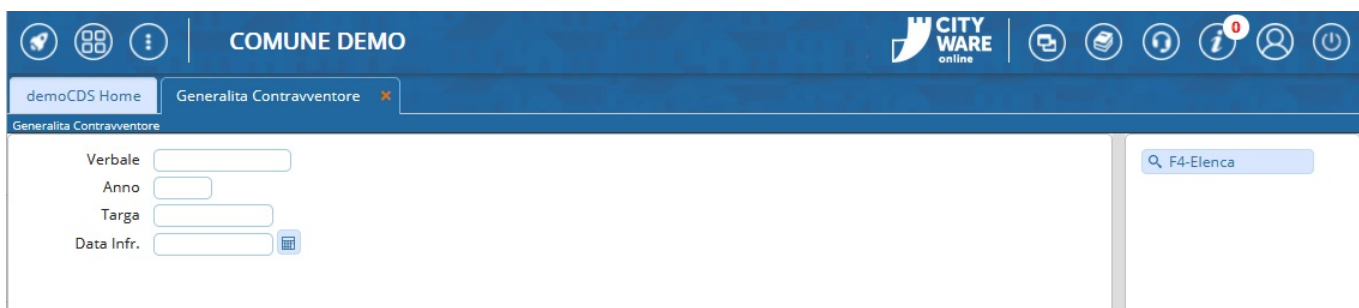 COMUNE DEMO
CITY
WARE
online
0
demoCDS Home
Generalita Contravventore ×
Generalita Contravventore
Verbale
Anno
Targa
Data Infr.
F4-Elenca